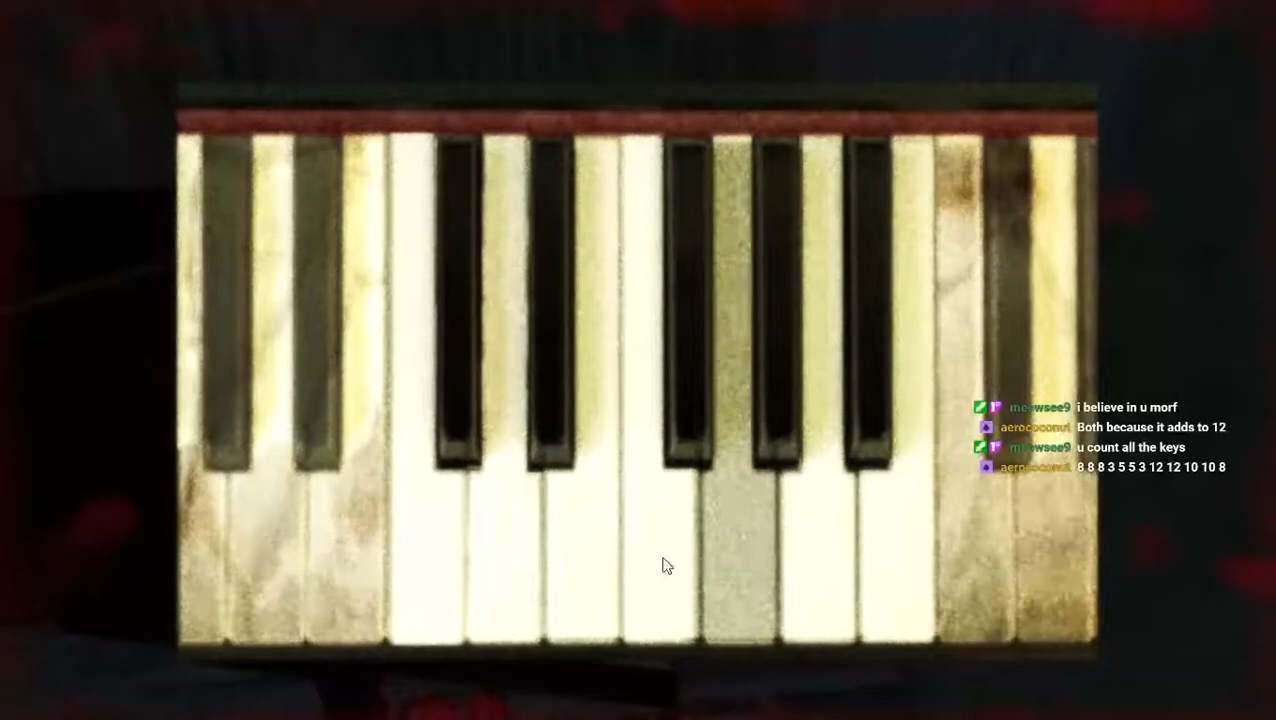 meowsee9 i believe in u morf
aerococonut Both because it adds to 12
meowsee9 u count all the keys
aerococonut 8 8 8 3 5 5 3 12 12 10 10 8